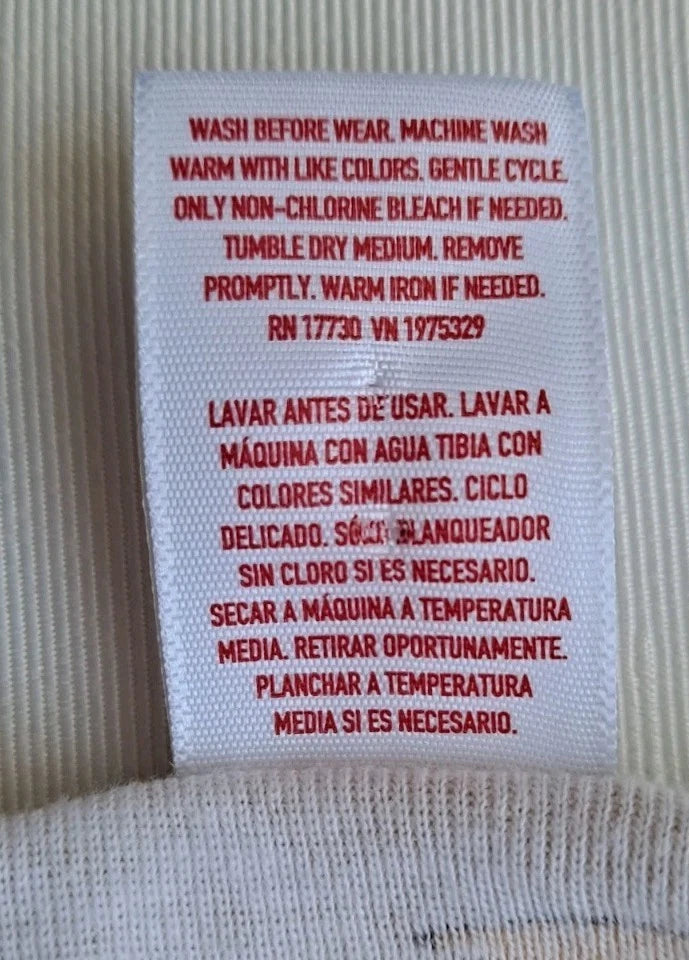 WASH BEFORE WEAR. MACHINE WASH
WARM WITH LIKE COLORS. GENTLE CYCLE.
ONLY NON-CHLORINE BLEACH IF NEEDED.
TUMBLE DRY MEDIUM. REMOVE
PROMPTLY. WARM IRON IF NEEDED.
RN 17730 VN 1975329
LAVAR ANTES DE USAR. LAVAR A
MÁQUINA CON AGUA TIBIA CON
COLORES SIMILARES. CICLO
DELICADO. SÓLO BLANQUEADOR
SIN CLORO SI ES NECESARIO.
SECAR A MÁQUINA A TEMPERATURA
MEDIA. RETIRAR OPORTUNAMENTE.
PLANCHAR A TEMPERATURA
MEDIA SI ES NECESARIO.